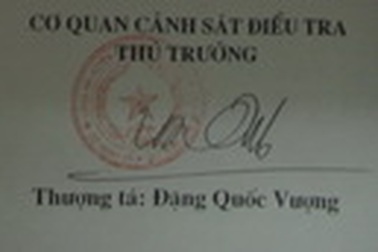 CƠ QUAN CẢNH SÁT ĐIỀU TRA
THỦ TRƯỞNG
Thượng tá: Đặng Quốc Vượng